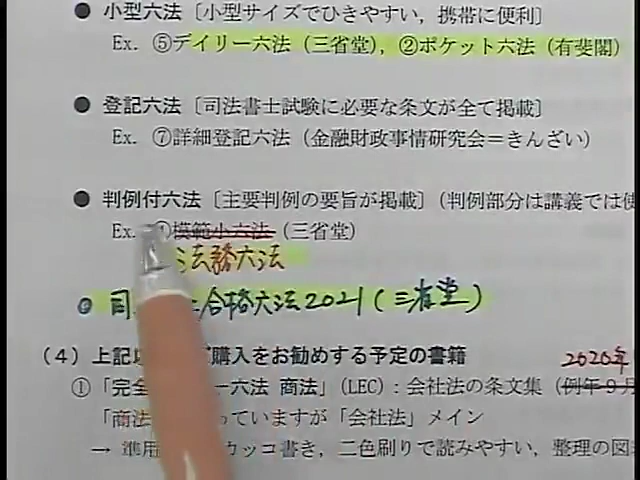 ● 小型六法〔小型サイズでひきやすい，携帯に便利〕
Ex. ⑤デイリー六法（三省堂），②ポケット六法（有斐閣）
● 登記六法〔司法書士試験に必要な条文が全て掲載〕
Ex. ⑦詳細登記六法（金融財政事情研究会＝きんざい）
● 判例付六法〔主要判例の要旨が掲載〕（判例部分は講義では使
Ex. 模範小六法（三省堂）
法務六法
● 司 合格六法2021（三省堂）
（4）上記以 購入をお勧めする予定の書籍 2020年
①「完全 六法 商法」（LEC）：会社法の条文集（例年９月
「商法 っていますが「会社法」メイン
→ 準用 カッコ書き，二色刷りで読みやすい，整理の図